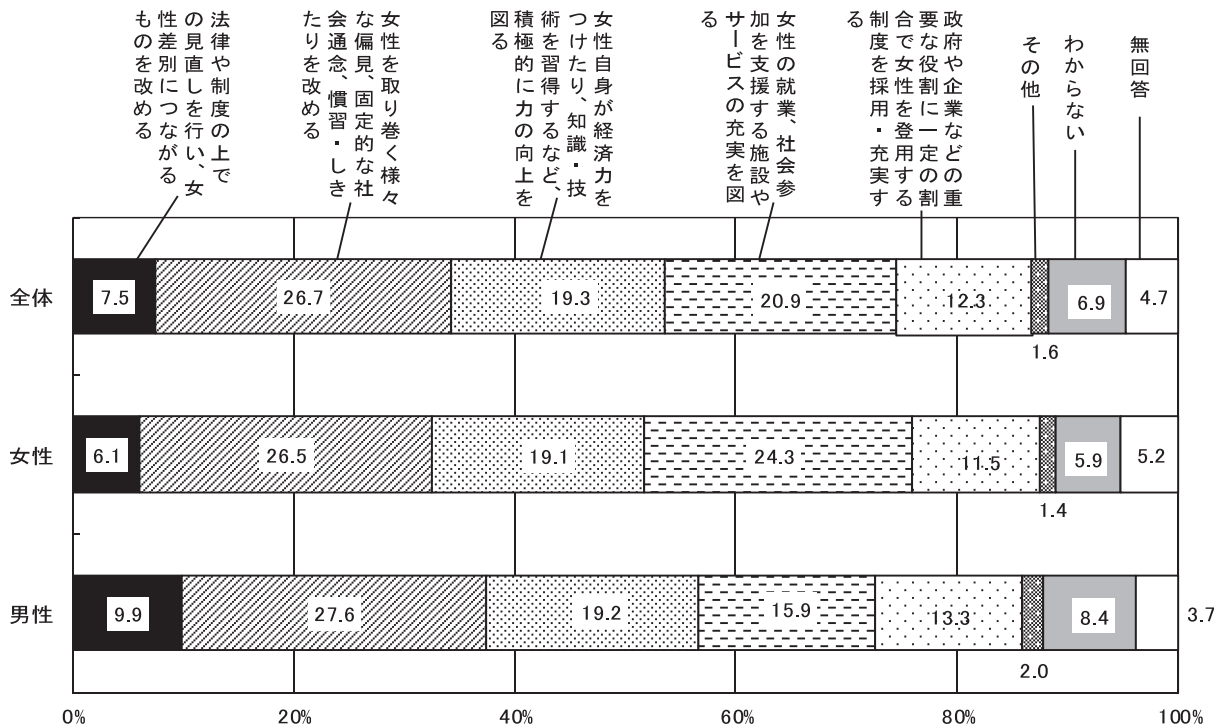 法律や制度の上で
の見直しを行い、女
性差別につながる
ものを改める
女性を取り巻く様々
な偏見、固定的な社
会通念、慣習・しき
たりを改める
女性自身が経済力を
つけたり、知識・技
術を習得するなど、
積極的に力の向上を
図る
女性の就業、社会参
加を支援する施設や
サービスの充実を図
る
政府や企業などの重
要な役割に一定の割
合で女性を登用する
制度を採用・充実す
る
その他
わからない
無回答
全体 7.5 26.7 19.3 20.9 12.3 6.9 4.7
1.6
女性 6.1 26.5 19.1 24.3 11.5 5.9 5.2
1.4
男性 9.9 27.6 19.2 15.9 13.3 8.4 3.7
2.0
0% 20% 40% 60% 80% 100%